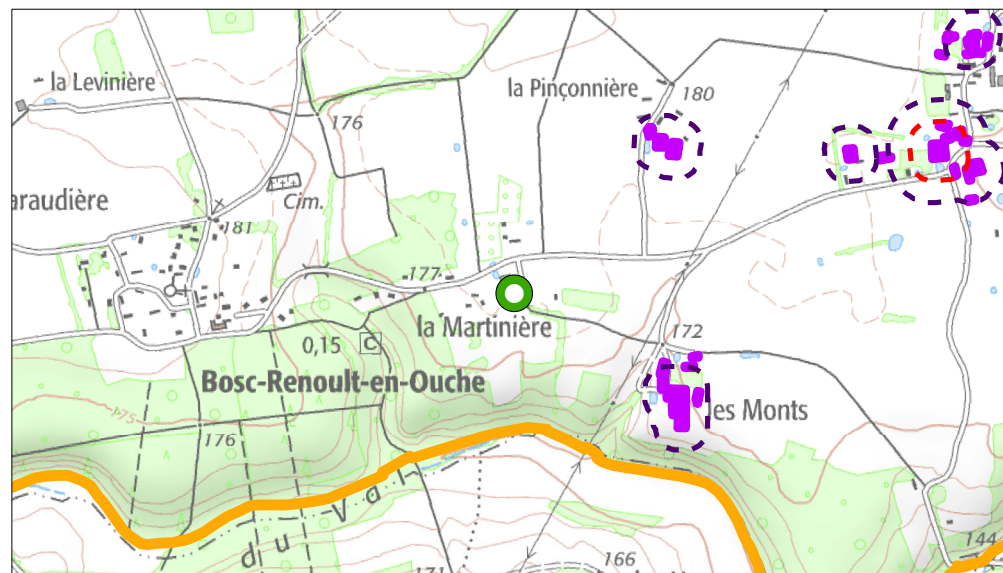 la Levinière
la Pinçonnière
180
176
araudière
Cim.
181
177
la Martinière
172
0,15
C
Bosc-Renoult-en-Ouche
les Monts
175
176
du Val
166
171
144